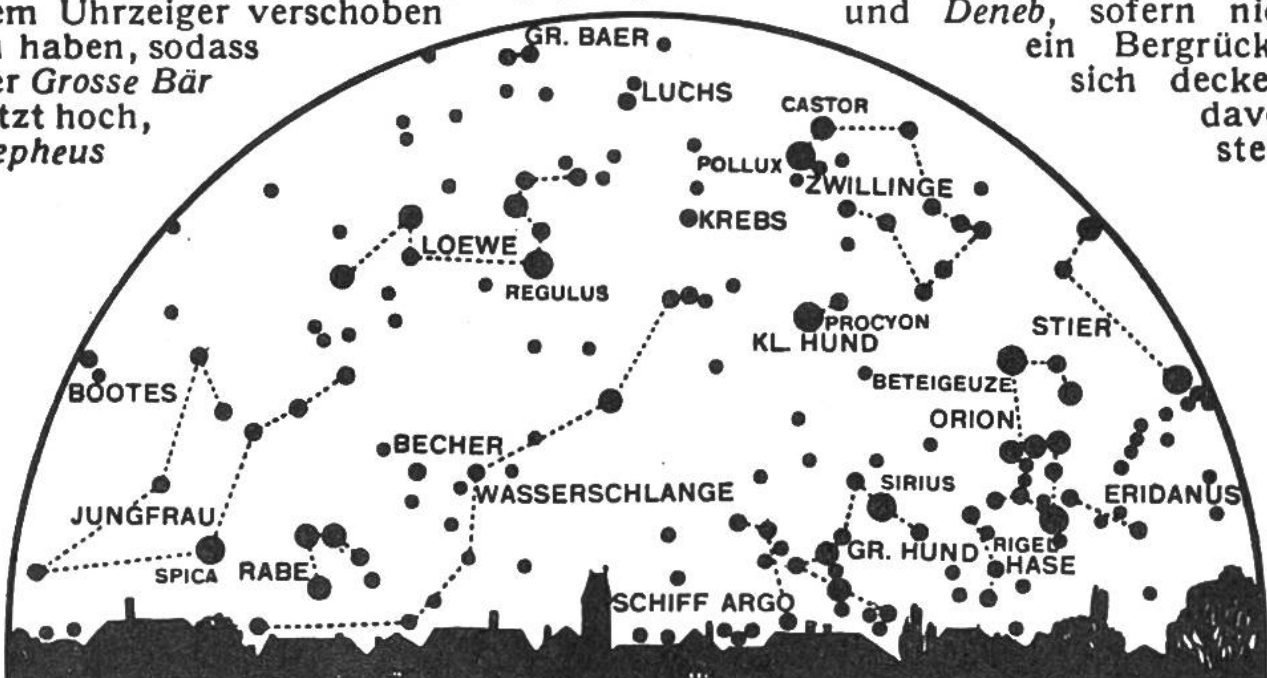 em Uhrzeiger verschoben
haben, sodass
er Grosse Bär
tzt hoch,
epheus
und Deneb, sofern
ein Bergrück
sich decke
dav
ste
GR. BAER
LUCHS
CASTOR
POLLUX
ZWILLINGE
KREBS
LOEWE
REGULUS
PROCYON
KL. HUND
STIER
BETEIGEUZE
BOOTES
ORION
BECHER
SIRIUS
WASSERSCHLANGE
ERIDANUS
JUNGFRAU
GR. HUND
RIGEL
HASE
SPICA
RABE
SCHIFF ARGO